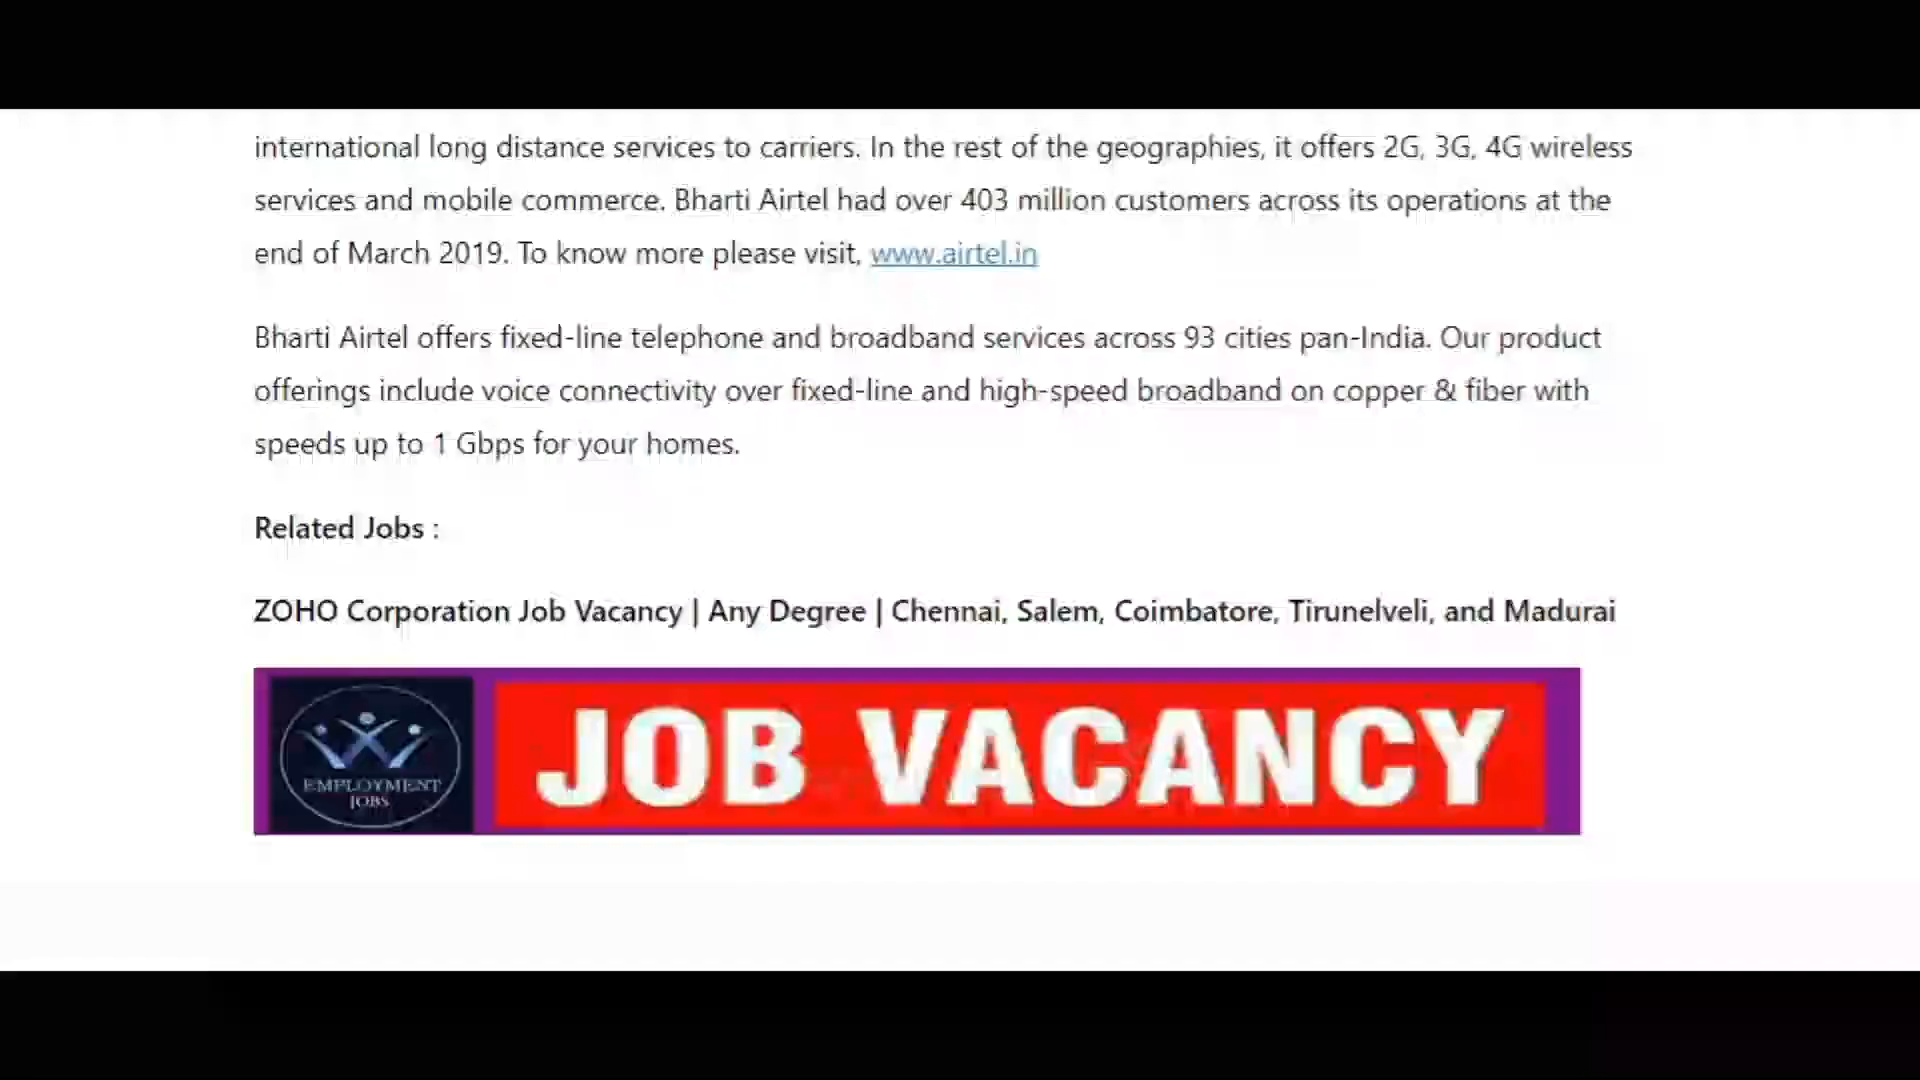 international long distance services to carriers. In the rest of the geographies, it offers 2G, 3G, 4G wireless
services and mobile commerce. Bharti Airtel had over 403 million customers across its operations at the
end of March 2019. To know more please visit, www.airtel.in
Bharti Airtel offers fixed-line telephone and broadband services across 93 cities pan-India. Our product
offerings include voice connectivity over fixed-line and high-speed broadband on copper & fiber with
speeds up to 1 Gbps for your homes.
Related Jobs :
ZOHO Corporation Job Vacancy | Any Degree | Chennai, Salem, Coimbatore, Tirunelveli, and Madurai
EMPLOYMENT
JOBS
JOB VACANCY